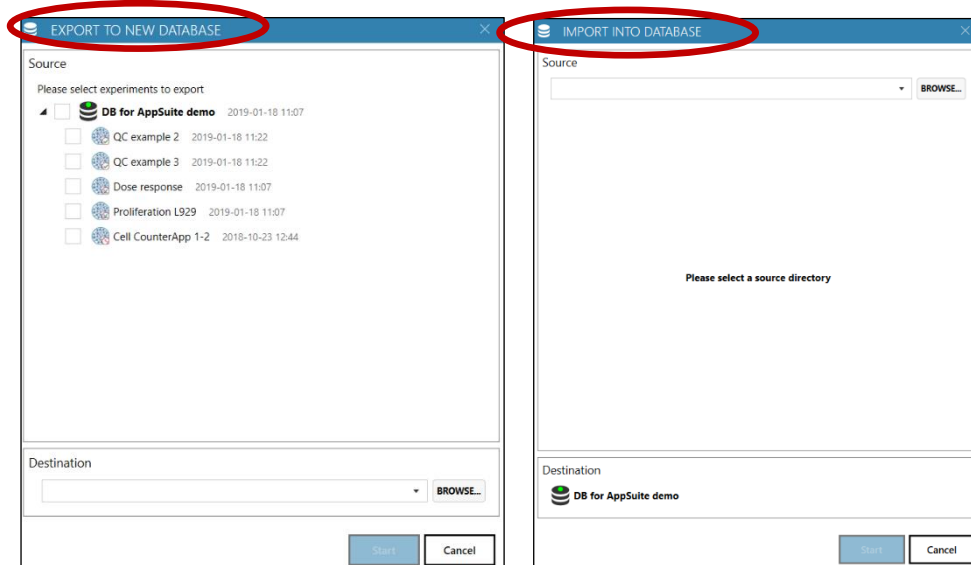 EXPORT TO NEW DATABASE
Source
Please select experiments to export
DB for AppSuite demo 2019-01-18 11:07
QC example 2 2019-01-18 11:22
QC example 3 2019-01-18 11:22
Dose response 2019-01-18 11:07
Proliferation L929 2019-01-18 11:07
Cell CounterApp 1-2 2018-10-23 12:44
Destination
BROWSE...
Start Cancel
IMPORT INTO DATABASE
Source
BROWSE...
Please select a source directory
Destination
DB for AppSuite demo
Start Cancel